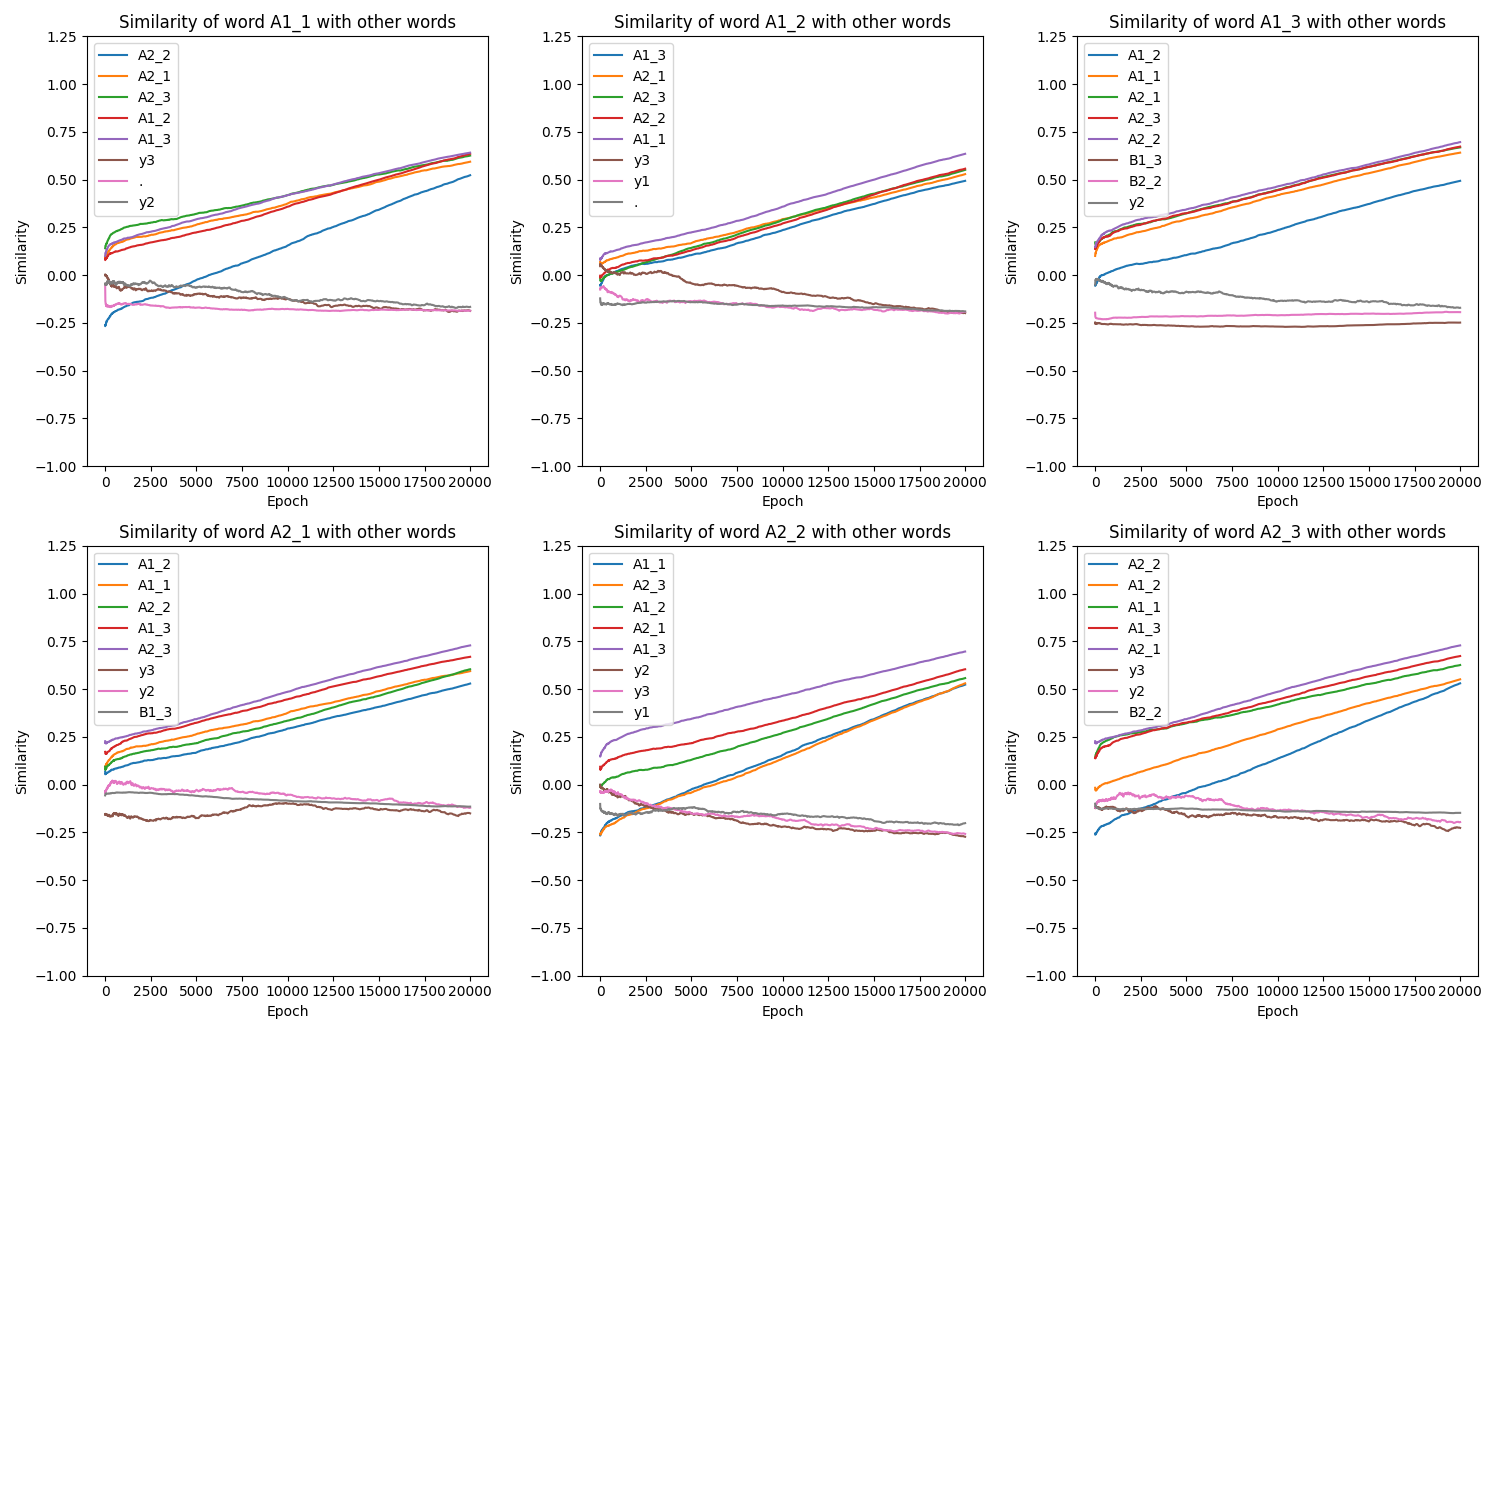 Similarity of word A1_1 with other words
1.25
1.00
0.75
0.50
0.25
0.00
−0.25
−0.50
−0.75
−1.00
Similarity
A2_2
A2_1
A2_3
A1_2
A1_3
y3
.
y2
0 2500 5000 7500 10000 12500 15000 17500 20000
Epoch
Similarity of word A1_2 with other words
1.25
1.00
0.75
0.50
0.25
0.00
−0.25
−0.50
−0.75
−1.00
Similarity
A1_3
A2_1
A2_3
A2_2
A1_1
y3
y1
.
0 2500 5000 7500 10000 12500 15000 17500 20000
Epoch
Similarity of word A1_3 with other words
1.25
1.00
0.75
0.50
0.25
0.00
−0.25
−0.50
−0.75
−1.00
Similarity
A1_2
A1_1
A2_1
A2_3
A2_2
B1_3
B2_2
y2
0 2500 5000 7500 10000 12500 15000 17500 20000
Epoch
Similarity of word A2_1 with other words
1.25
1.00
0.75
0.50
0.25
0.00
−0.25
−0.50
−0.75
−1.00
Similarity
A1_2
A1_1
A2_2
A1_3
A2_3
y3
y2
B1_3
0 2500 5000 7500 10000 12500 15000 17500 20000
Epoch
Similarity of word A2_2 with other words
1.25
1.00
0.75
0.50
0.25
0.00
−0.25
−0.50
−0.75
−1.00
Similarity
A1_1
A2_3
A1_2
A2_1
A1_3
y2
y3
y1
0 2500 5000 7500 10000 12500 15000 17500 20000
Epoch
Similarity of word A2_3 with other words
1.25
1.00
0.75
0.50
0.25
0.00
−0.25
−0.50
−0.75
−1.00
Similarity
A2_2
A1_2
A1_1
A1_3
A2_1
y3
y2
B2_2
0 2500 5000 7500 10000 12500 15000 17500 20000
Epoch